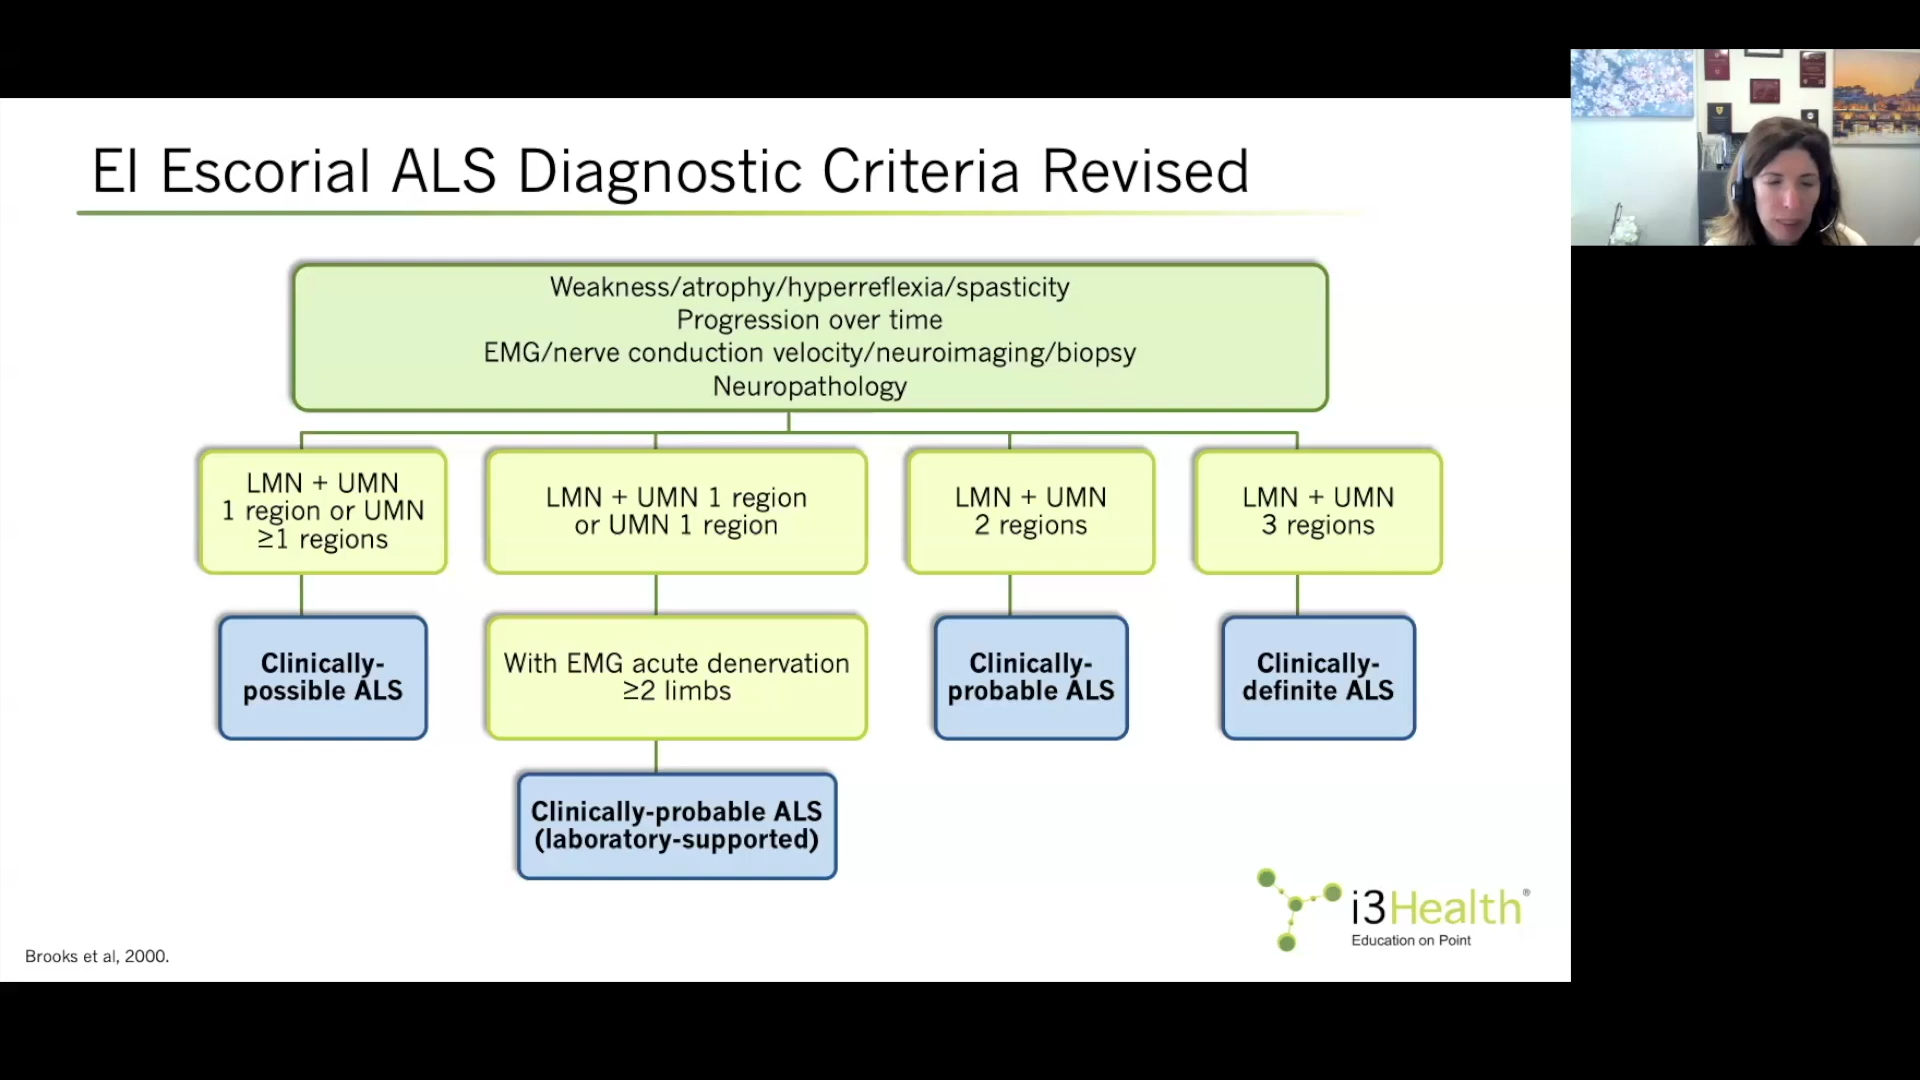 El Escorial ALS Diagnostic Criteria Revised
Weakness/atrophy/hyperreflexia/spasticity
Progression over time
EMG/nerve conduction velocity/neuroimaging/biopsy
Neuropathology
LMN + UMN
1 region or UMN
≥1 regions
LMN + UMN 1 region
or UMN 1 region
LMN + UMN
2 regions
LMN + UMN
3 regions
Clinically-
possible ALS
With EMG acute denervation
≥2 limbs
Clinically-
probable ALS
Clinically-
definite ALS
Clinically-probable ALS
(laboratory-supported)
i3Health®
Education on Point
Brooks et al, 2000.